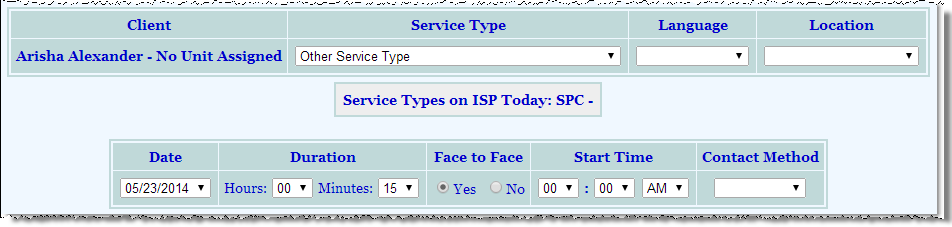 Client Service Type Language Location
Arisha Alexander - No Unit Assigned Other Service Type
Service Types on ISP Today: SPC -
Date Duration Face to Face Start Time Contact Method
05/23/2014 Hours: 00 Minutes: 15 Yes No 00 : 00 AM